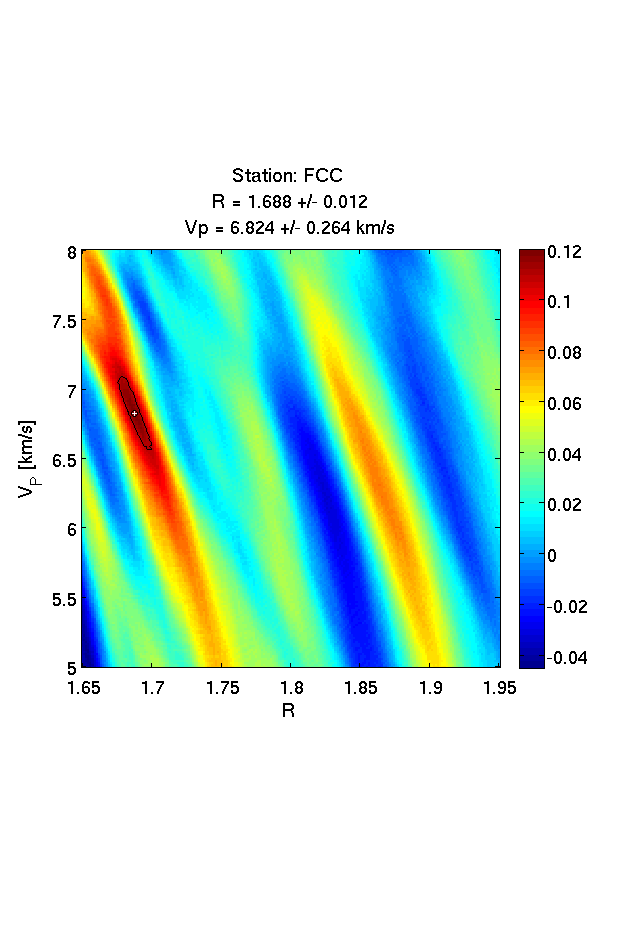 Station: FCC
R = 1.688 +/- 0.012
Vp = 6.824 +/- 0.264 km/s
8
7.5
7
6.5
6
5.5
5
V_P [km/s]
1.65 1.7 1.75 1.8 1.85 1.9 1.95
R
0.12
0.1
0.08
0.06
0.04
0.02
0
-0.02
-0.04